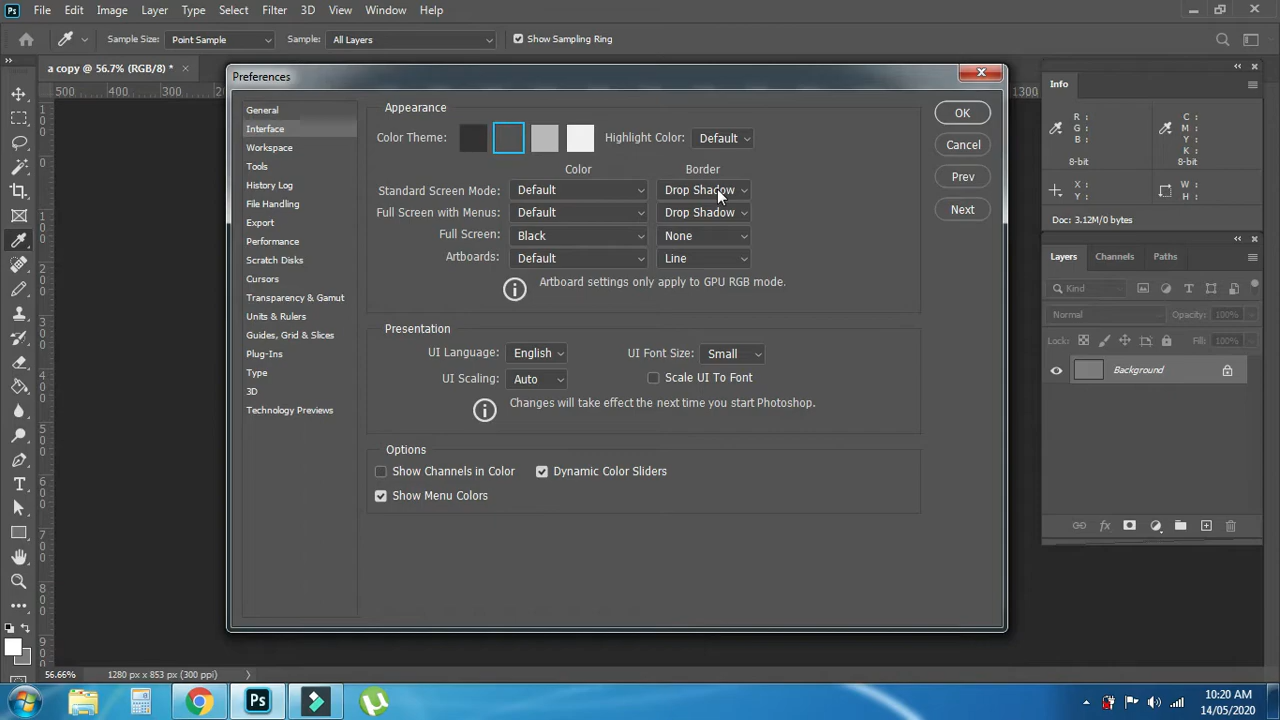 Ps File Edit Image Layer Type Select Filter 3D View Window Help
Sample Size: Point Sample Sample: All Layers Show Sampling Ring
a copy @ 56.7% (RGB/8) *
Preferences
General
Interface
Workspace
Tools
History Log
File Handling
Export
Performance
Scratch Disks
Cursors
Transparency & Gamut
Units & Rulers
Guides, Grid & Slices
Plug-Ins
Type
3D
Technology Previews
Appearance
Color Theme: Highlight Color: Default
Color Border
Standard Screen Mode: Default Drop Shadow
Full Screen with Menus: Default Drop Shadow
Full Screen: Black None
Artboards: Default Line
Artboard settings only apply to GPU RGB mode.
Presentation
UI Language: English UI Font Size: Small
UI Scaling: Auto Scale UI To Font
Changes will take effect the next time you start Photoshop.
Options
Show Channels in Color Dynamic Color Sliders
Show Menu Colors
OK
Cancel
Prev
Next
Info
R : C :
G : M :
B : Y :
K :
8-bit 8-bit
X : W :
Y : H :
Doc: 3.12M/0 bytes
Layers Channels Paths
Kind
Normal Opacity: 100%
Lock: Fill: 100%
Background
56.66% 1280 px x 853 px (300 ppi)
Ps
10:20 AM
14/05/2020